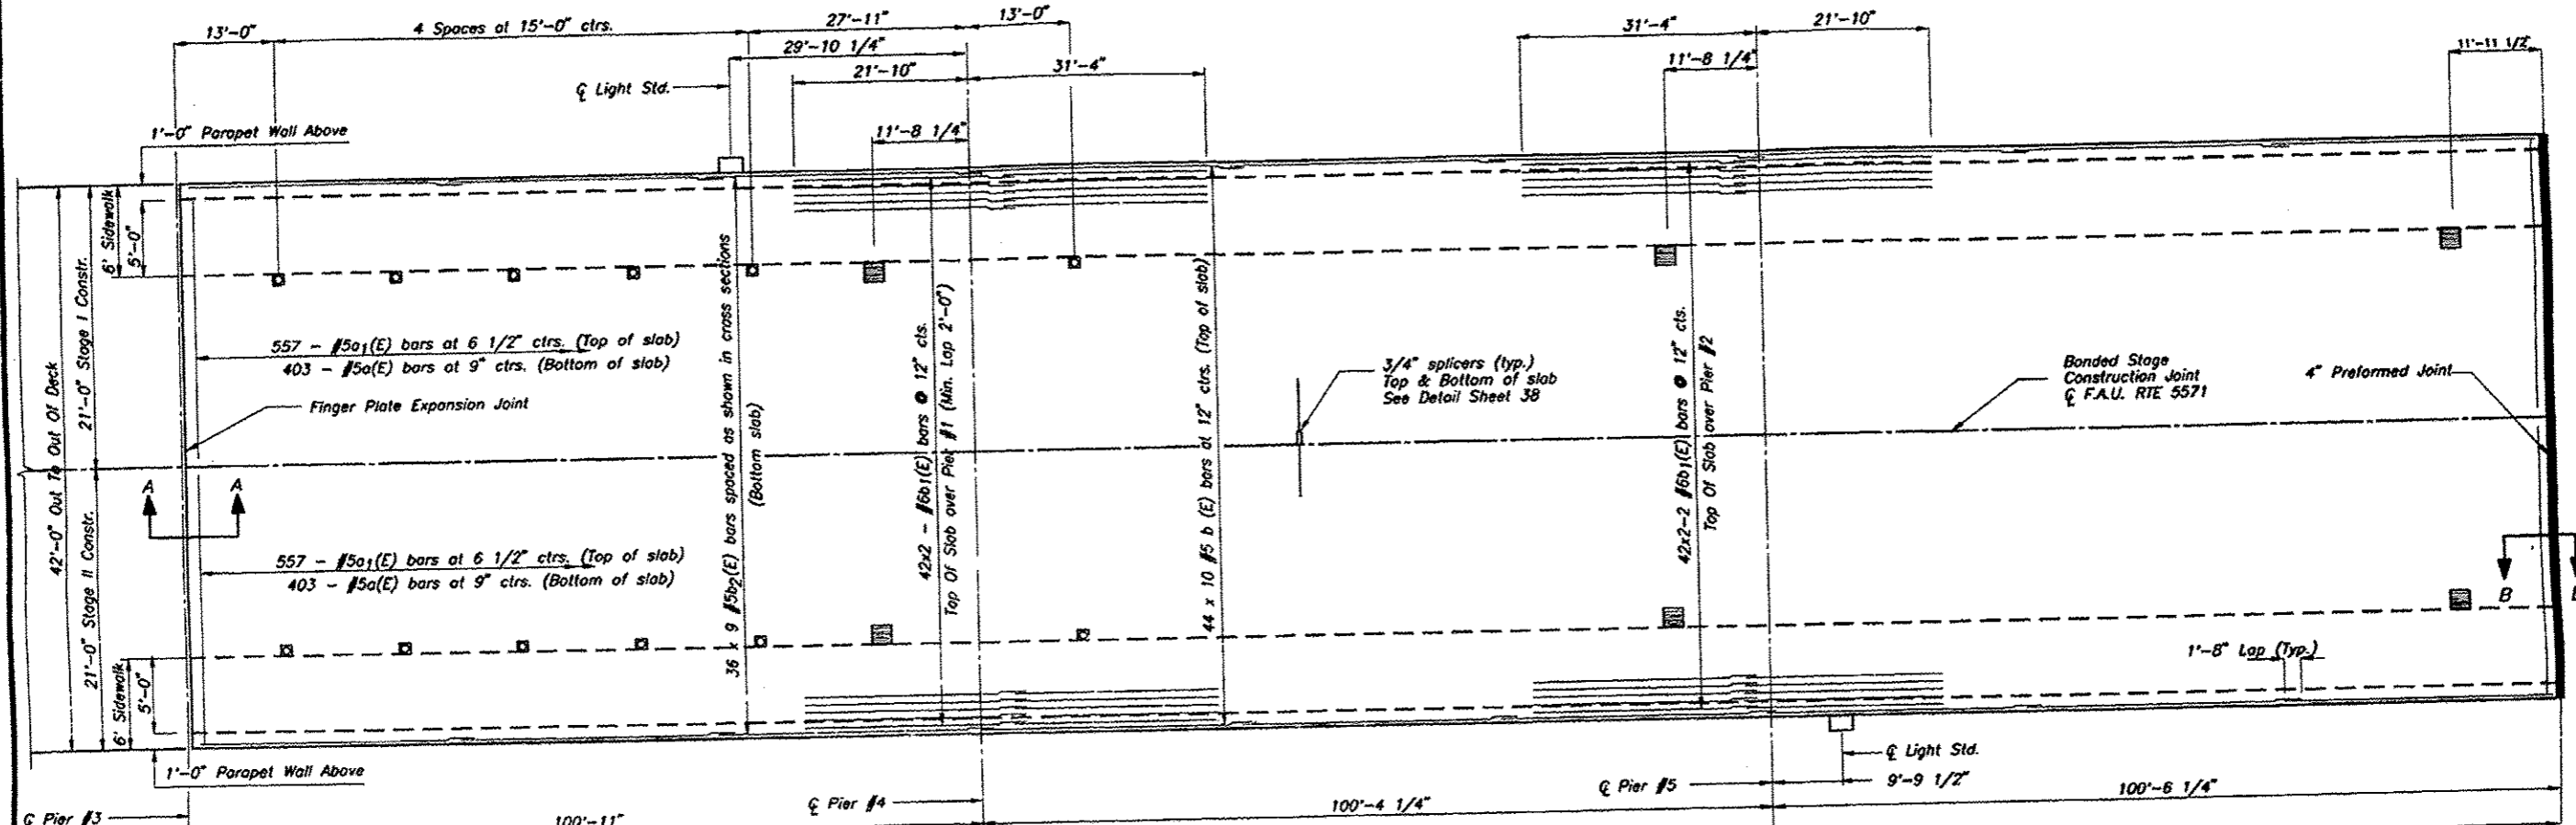 13'-0"
4 Spaces at 15'-0" ctrs.
27'-11"
13'-0"
31'-4"
21'-10"
11'-11 1/2"
29'-10 1/4"
21'-10"
31'-4"
11'-8 1/4"
℄ Light Std.
11'-8 1/4"
1'-0" Parapet Wall Above
42'-0" Out To Out Of Deck
21'-0" Stage I Constr.
6' Sidewalk
5'-0"
557 - #5a1(E) bars at 6 1/2" ctrs. (Top of slab)
403 - #5a(E) bars at 9" ctrs. (Bottom of slab)
Finger Plate Expansion Joint
36 x 9 #5b2(E) bars spaced as shown in cross sections
(Bottom slab)
42x2 - #6b1(E) bars @ 12" cts.
Top Of Slab over Pier #1 (Min. Lap 2'-0")
44 x 10 #5 b (E) bars at 12" ctrs. (Top of slab)
3/4" splicers (typ.)
Top & Bottom of slab
See Detail Sheet 38
42x2-2 #6b1(E) bars @ 12" cts.
Top Of Slab over Pier #2
Bonded Stage
Construction Joint
℄ F.A.U. RTE 5571
4" Preformed Joint
A
A
21'-0" Stage II Constr.
557 - #5a1(E) bars at 6 1/2" ctrs. (Top of slab)
403 - #5a(E) bars at 9" ctrs. (Bottom of slab)
B
6' Sidewalk
5'-0"
1'-8" Lap (Typ.)
1'-0" Parapet Wall Above
℄ Light Std.
9'-9 1/2"
℄ Pier #3
100'-11"
℄ Pier #4
100'-4 1/4"
℄ Pier #5
100'-6 1/4"